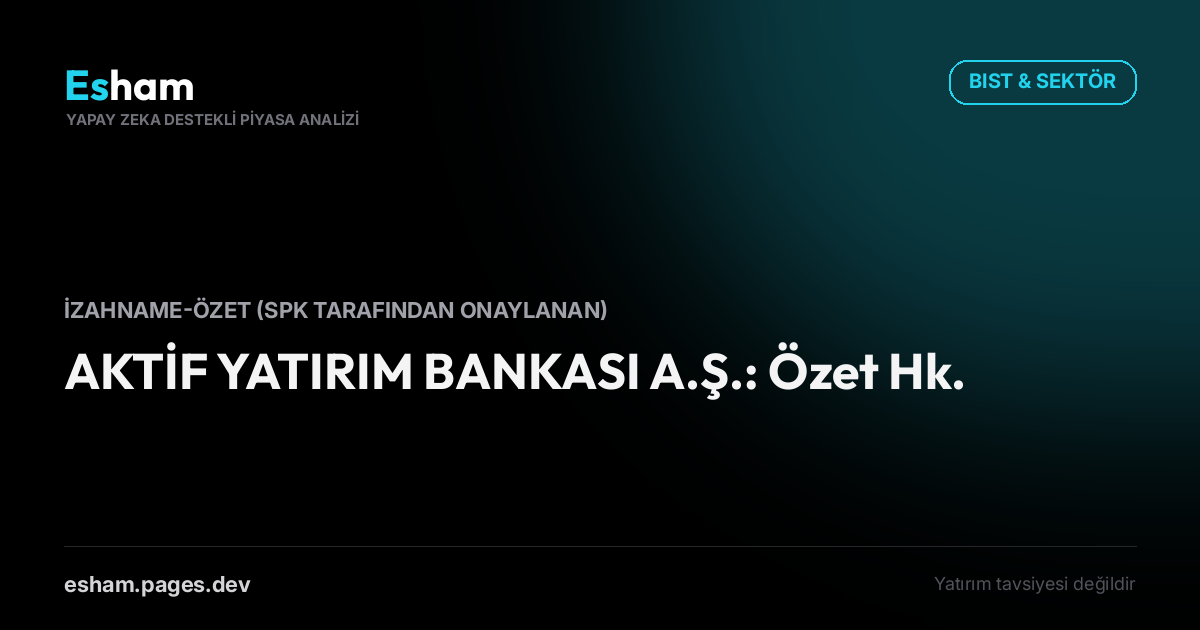 Esham
YAPAY ZEKA DESTEKLİ PİYASA ANALİZİ
BIST & SEKTÖR
İZAHNAME-ÖZET (SPK TARAFINDAN ONAYLANAN)
AKTİF YATIRIM BANKASI A.Ş.: Özet Hk.
esham.pages.dev
Yatırım tavsiyesi değildir